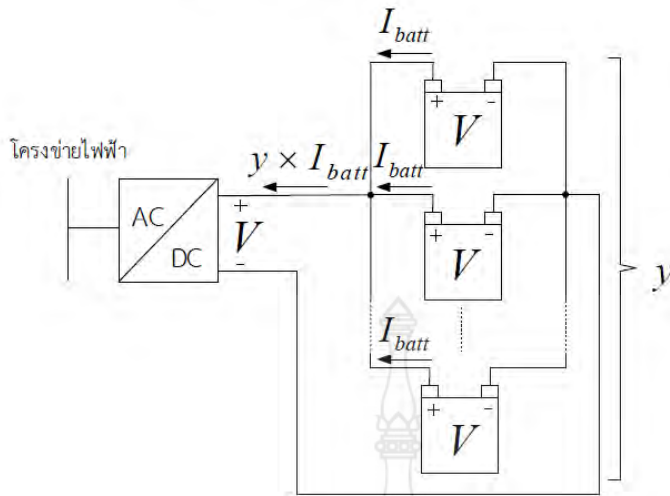 I_batt
+ - V
โครงข่ายไฟฟ้า
y × I_batt I_batt
AC
DC
+ V -
+ - V
y
I_batt
+ - V